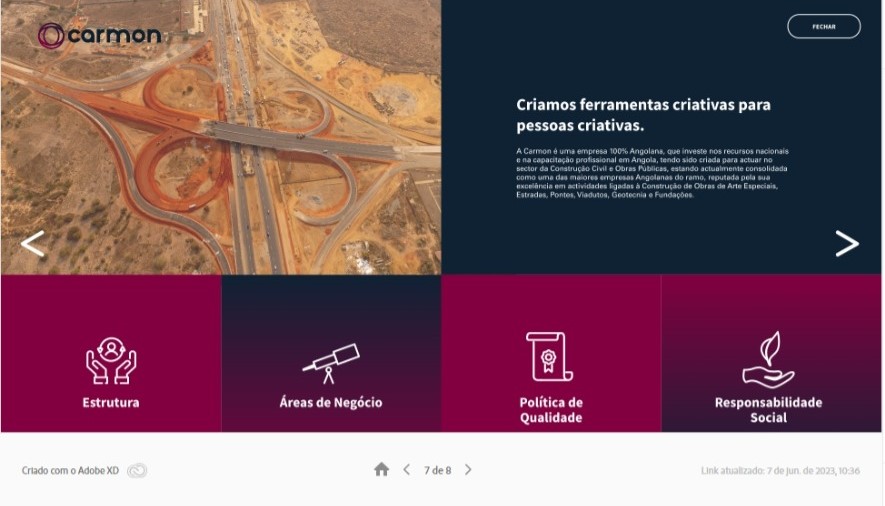 carmon
FECHAR
Criamos ferramentas criativas para
pessoas criativas.
A Carmon é uma empresa 100% Angolana, que investe nos recursos nacionais
e na capacitação profissional em Angola, tendo sido criada para actuar no
sector da Construção Civil e Obras Públicas, estando actualmente consolidada
como uma das maiores empresas Angolanas do ramo, reputada pela sua
excelência em actividades ligadas à Construção de Obras de Arte Especiais,
Estradas, Pontes, Viadutos, Geotecnia e Fundações.
Estrutura
Áreas de Negócio
Política de
Qualidade
Responsabilidade
Social
Criado com o Adobe XD
7 de 8
Link atualizado: 7 de jun. de 2023, 10:36